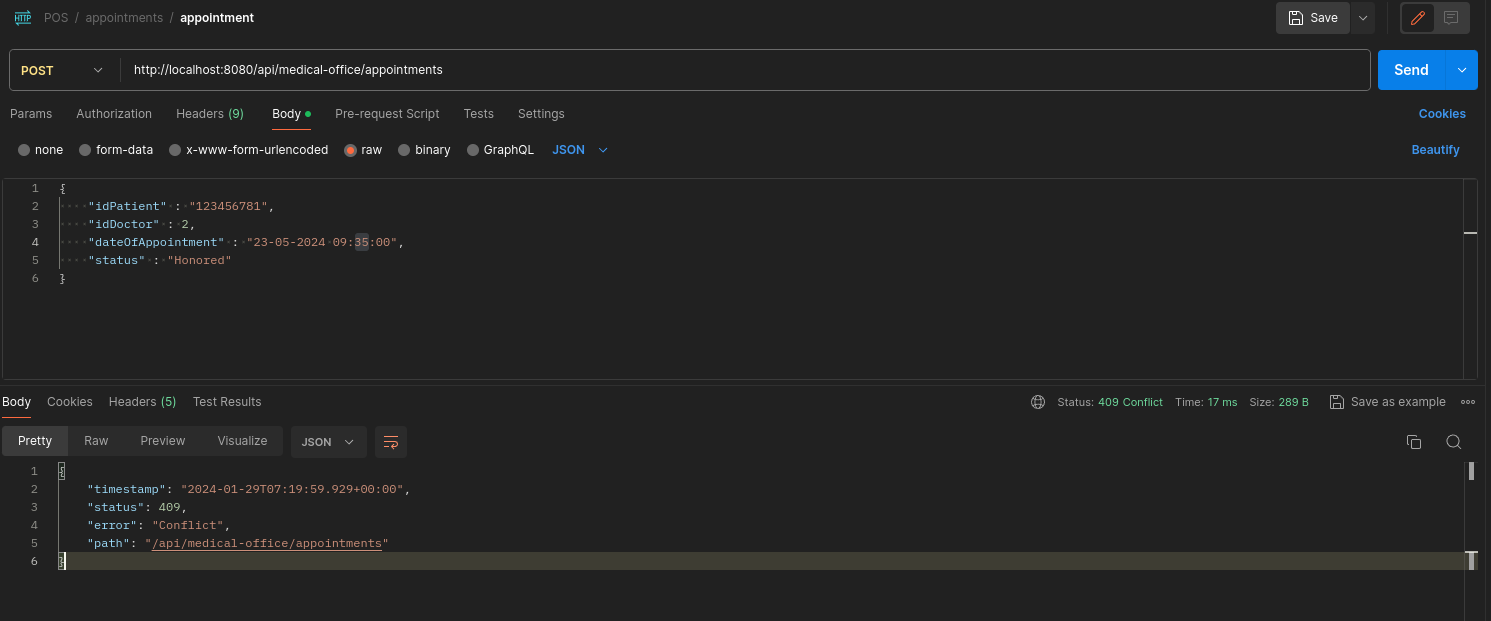 HTTP POS / appointments / appointment Save
POST http://localhost:8080/api/medical-office/appointments Send
Params Authorization Headers (9) Body Pre-request Script Tests Settings Cookies
none form-data x-www-form-urlencoded raw binary GraphQL JSON Beautify
1 {
2 "idPatient" : "123456781",
3 "idDoctor" : 2,
4 "dateOfAppointment" : "23-05-2024 09:35:00",
5 "status" : "Honored"
6 }
Body Cookies Headers (5) Test Results Status: 409 Conflict Time: 17 ms Size: 289 B Save as example
Pretty Raw Preview Visualize JSON
1 {
2 "timestamp": "2024-01-29T07:19:59.929+00:00",
3 "status": 409,
4 "error": "Conflict",
5 "path": "/api/medical-office/appointments"
6 }